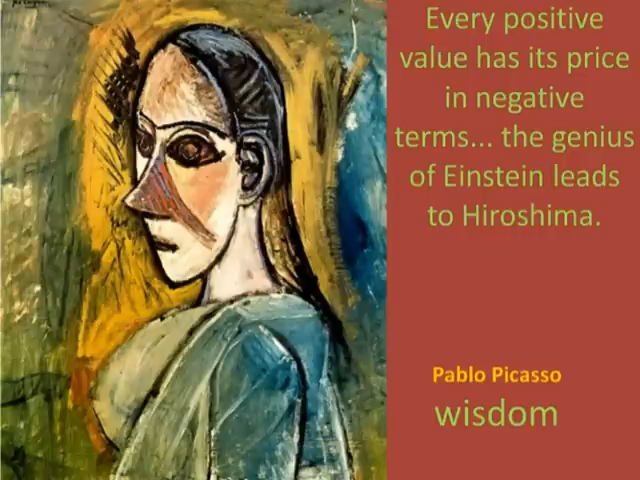 Every positive
value has its price
in negative
terms... the genius
of Einstein leads
to Hiroshima.
Pablo Picasso
wisdom